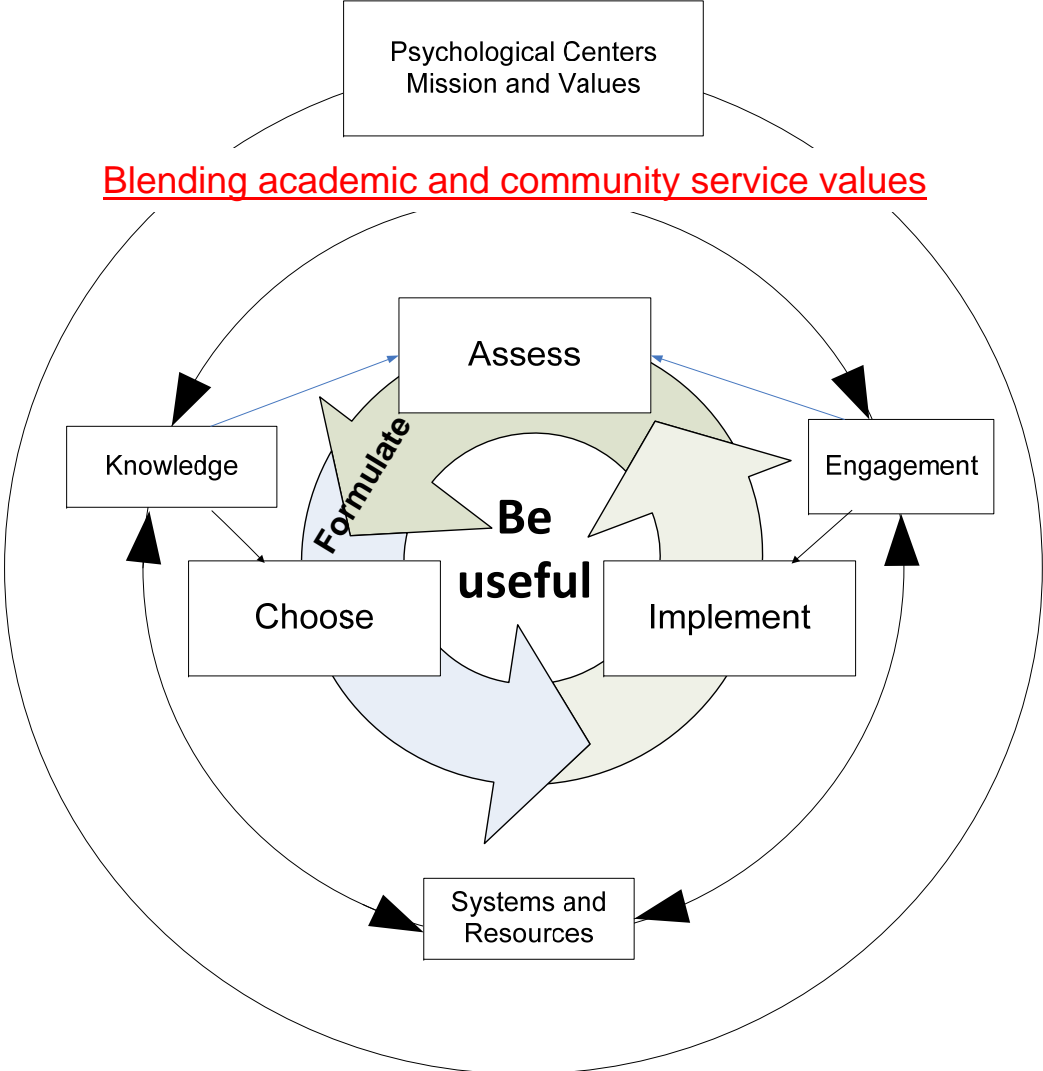 Psychological Centers
Mission and Values
Blending academic and community service values
Assess
Formulate
Knowledge
Engagement
Be
useful
Choose
Implement
Systems and
Resources